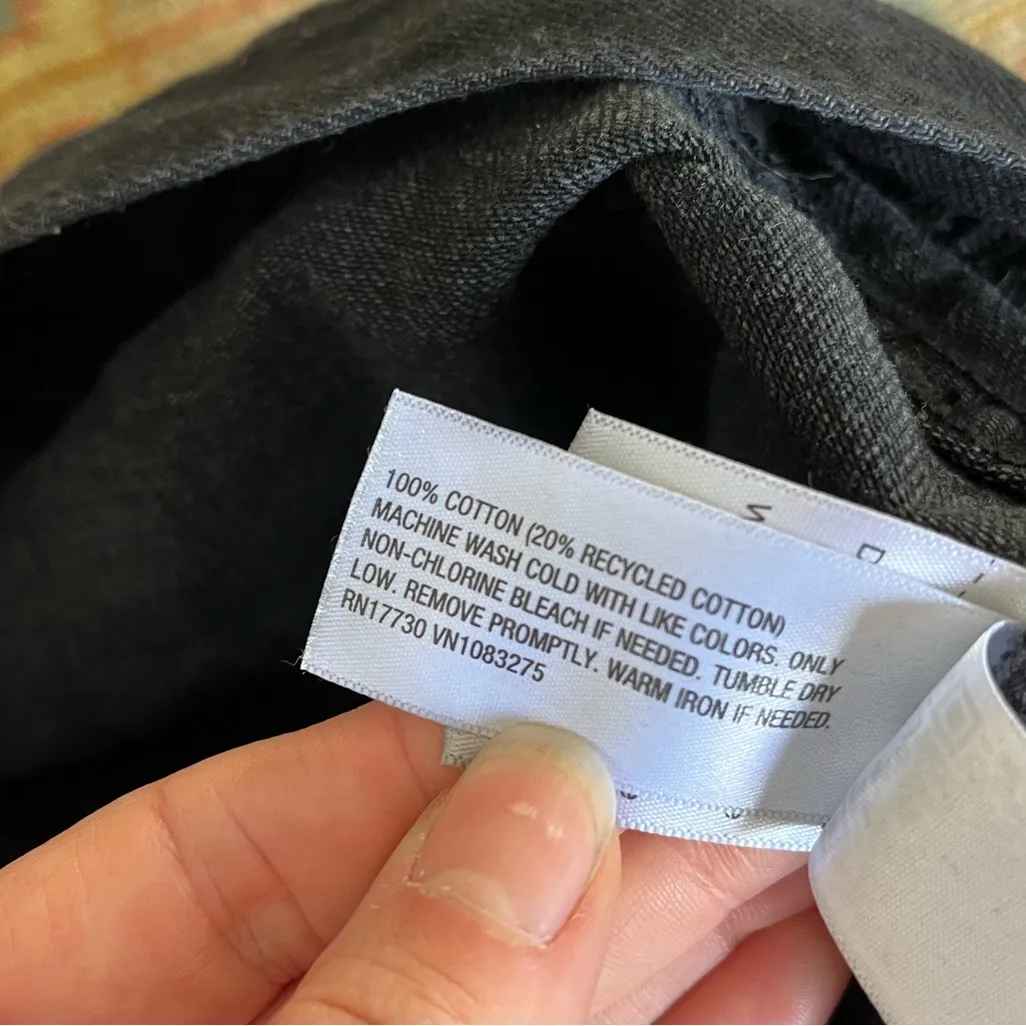 100% COTTON (20% RECYCLED COTTON)
MACHINE WASH COLD WITH LIKE COLORS. ONLY
NON-CHLORINE BLEACH IF NEEDED. TUMBLE DRY
LOW. REMOVE PROMPTLY. WARM IRON IF NEEDED.
RN17730 VN1083275